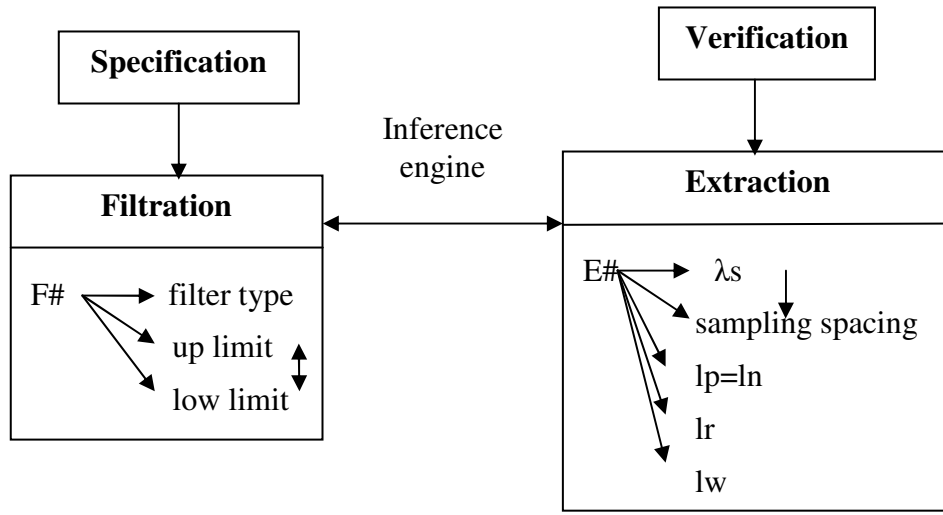 Specification
Verification
Inference
engine
Filtration
Extraction
F#
filter type
up limit
low limit
E#
λs
sampling spacing
lp=ln
lr
lw